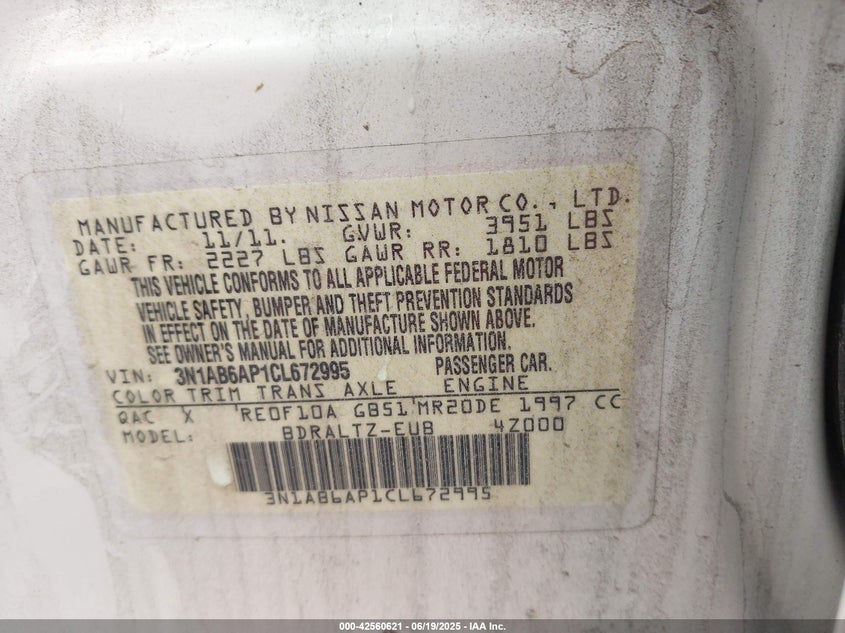 MANUFACTURED BY NISSAN MOTOR CO., LTD.
DATE: 11/11. GVWR: 3951 LBS
GAWR FR: 2227 LBS GAWR RR: 1810 LBS
THIS VEHICLE CONFORMS TO ALL APPLICABLE FEDERAL MOTOR
VEHICLE SAFETY, BUMPER AND THEFT PREVENTION STANDARDS
IN EFFECT ON THE DATE OF MANUFACTURE SHOWN ABOVE.
SEE OWNER'S MANUAL FOR ADDITIONAL INFORMATION.
VIN: 3N1AB6AP1CL672995 PASSENGER CAR.
COLOR TRIM TRANS AXLE ENGINE
QAC X RE0F10A GB51 MR20DE 1997 CC
MODEL: BDRALTZ-EUB 4Z000
3N1AB6AP1CL672995
000-42560621 - 06/19/2025 - IAA Inc.